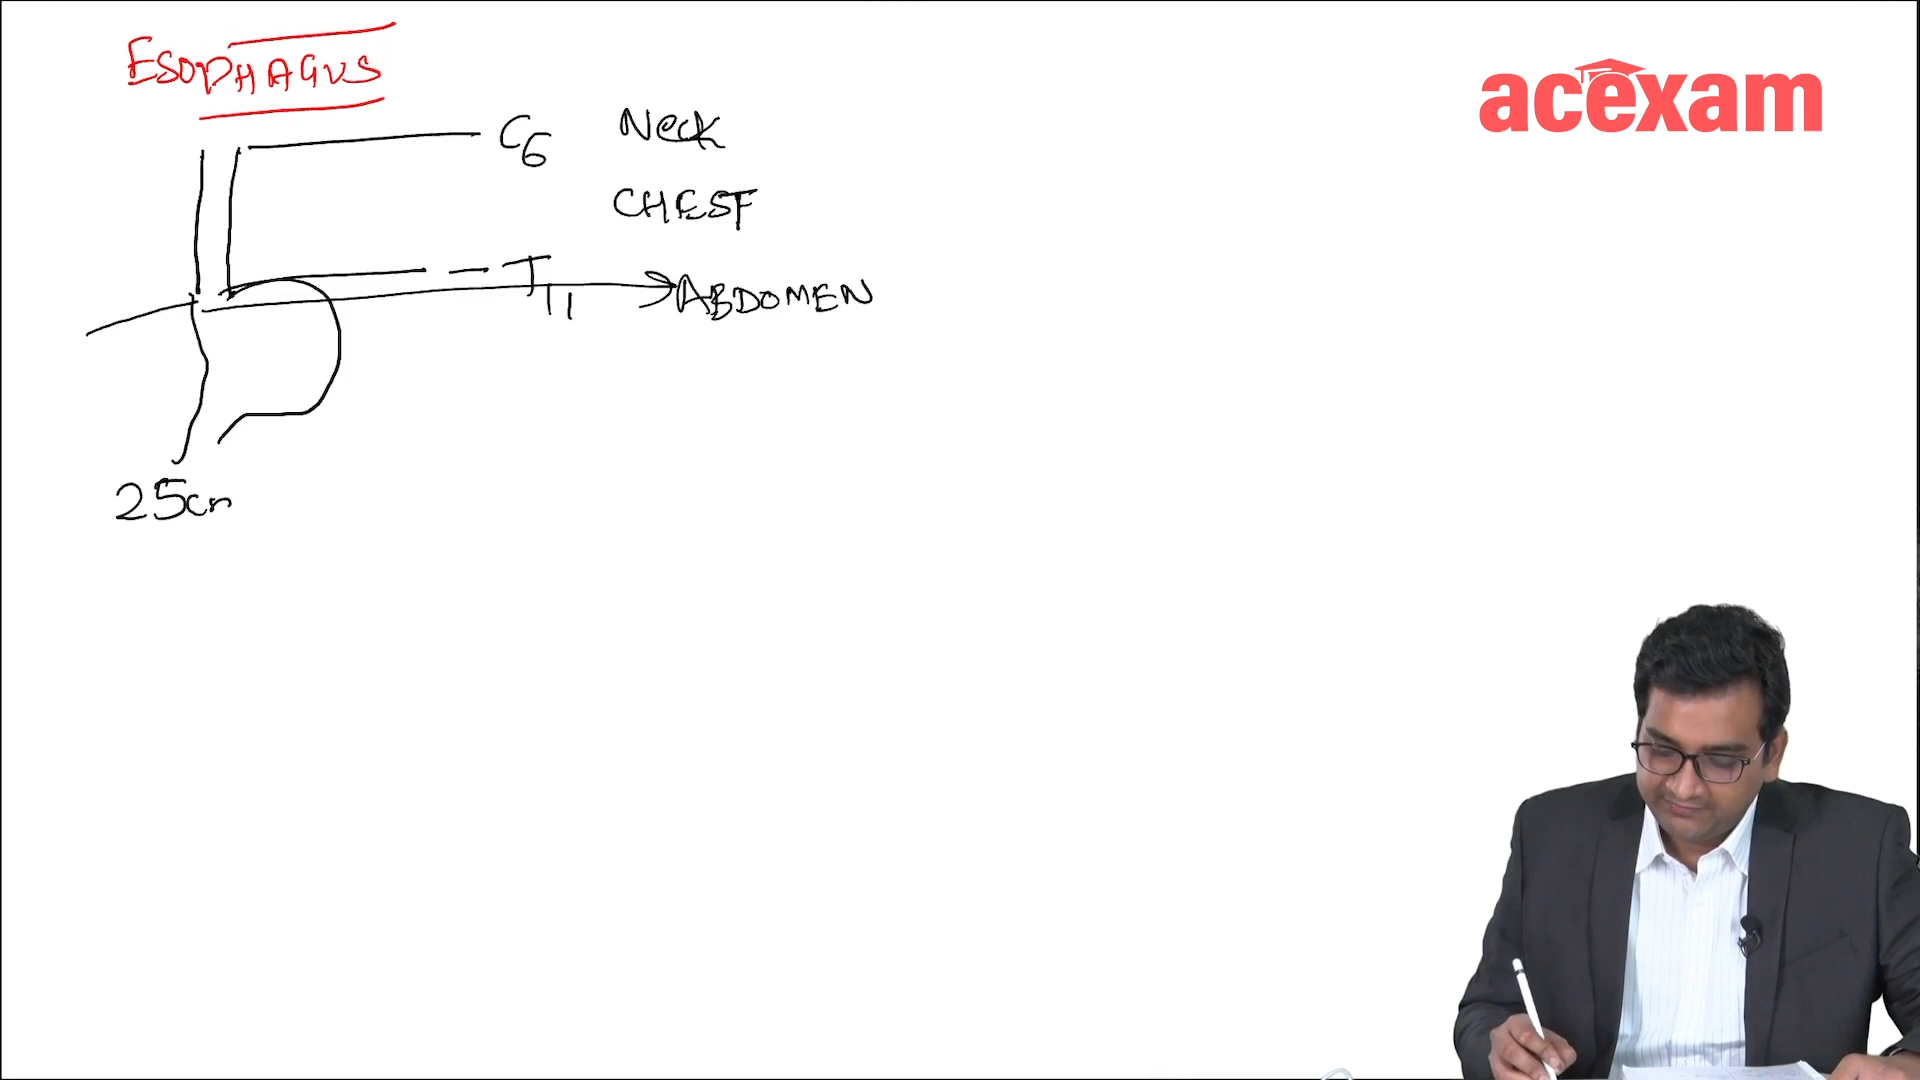 ESOPHAGUS
acexam
C6 Neck
CHEST
T11 ABDOMEN
25cm